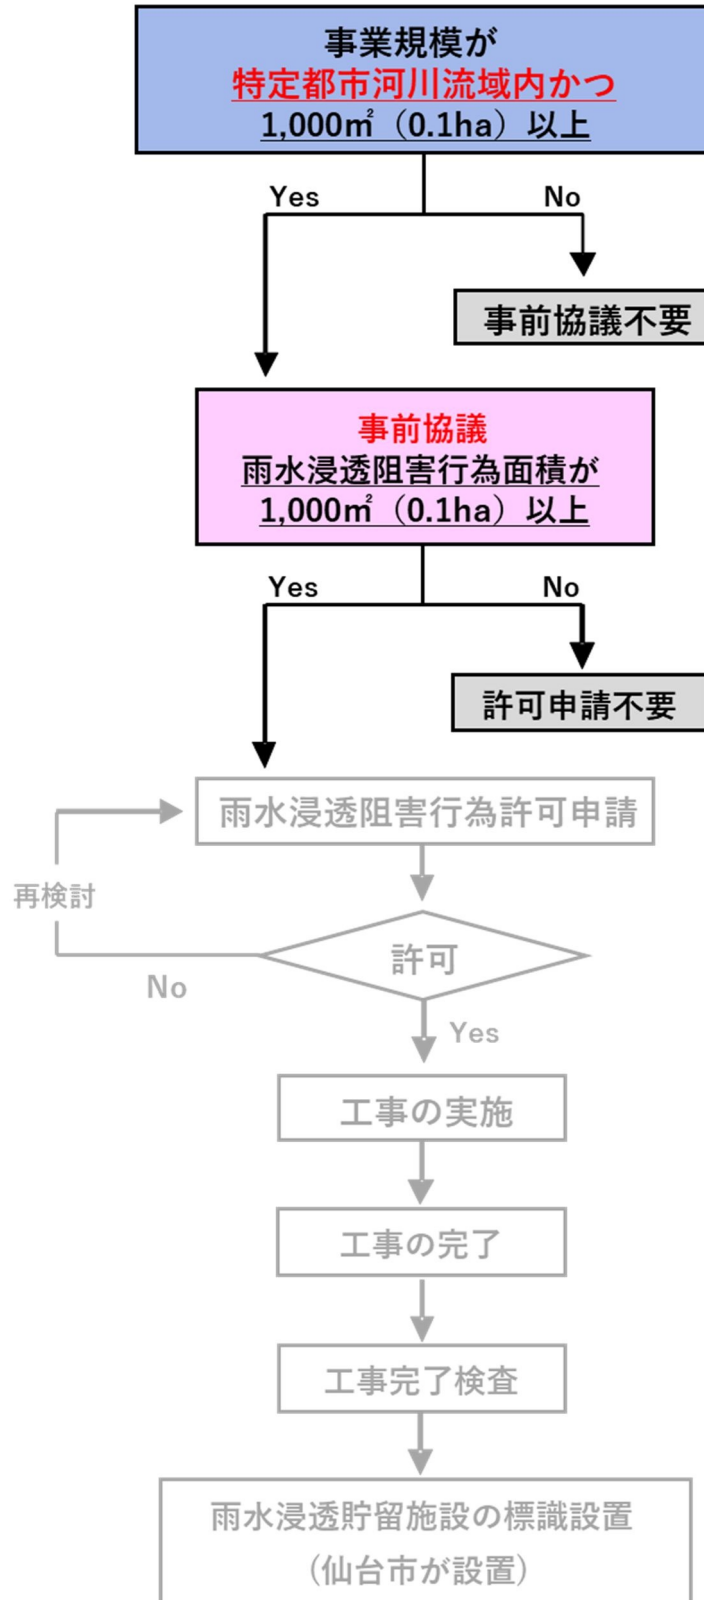 事業規模が
特定都市河川流域内かつ
1,000㎡（0.1ha）以上
Yes
No
事前協議不要
事前協議
雨水浸透阻害行為面積が
1,000㎡（0.1ha）以上
Yes
No
許可申請不要
雨水浸透阻害行為許可申請
再検討
許可
No
Yes
工事の実施
工事の完了
工事完了検査
雨水浸透貯留施設の標識設置
（仙台市が設置）